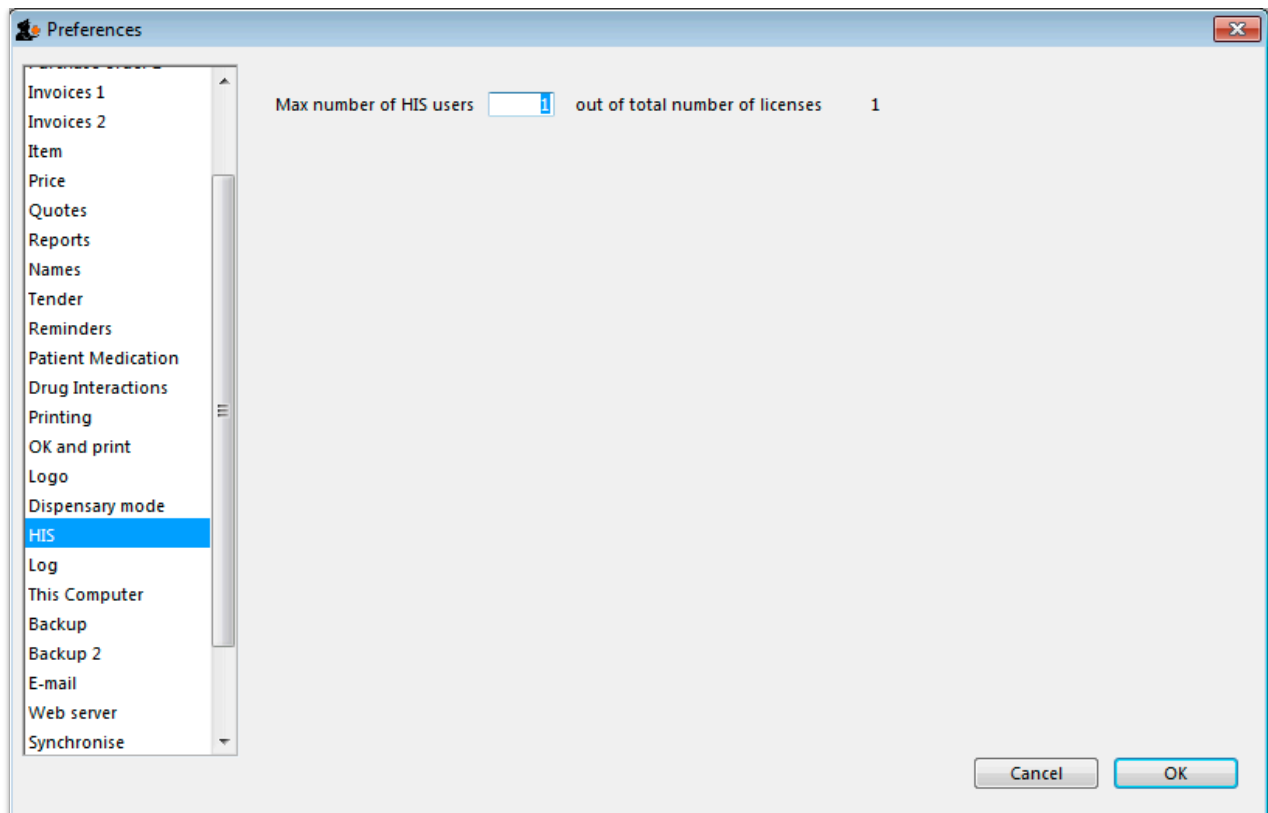 Preferences
Invoices 1
Invoices 2
Item
Price
Quotes
Reports
Names
Tender
Reminders
Patient Medication
Drug Interactions
Printing
OK and print
Logo
Dispensary mode
HIS
Log
This Computer
Backup
Backup 2
E-mail
Web server
Synchronise
Max number of HIS users 1 out of total number of licenses 1
Cancel OK